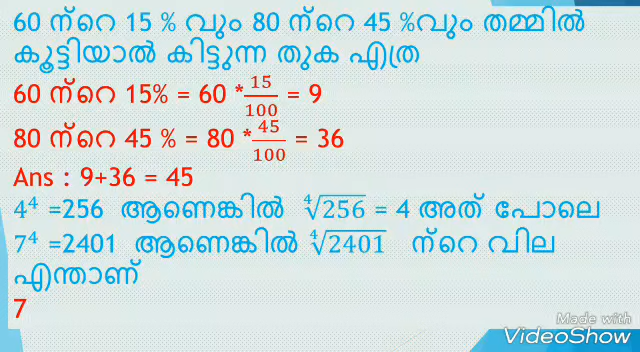 60 ന്റെ 15 % വും 80 ന്റെ 45 %വും തമ്മിൽ
കൂട്ടിയാൽ കിട്ടുന്ന തുക എത്ര
60 ന്റെ 15% = 60 *15/100 = 9
80 ന്റെ 45 % = 80 *45/100 = 36
Ans : 9+36 = 45
4⁴ =256 ആണെങ്കിൽ ∜256 = 4 അത് പോലെ
7⁴ =2401 ആണെങ്കിൽ ∜2401 ന്റെ വില
എന്താണ്
7
Made with
VideoShow